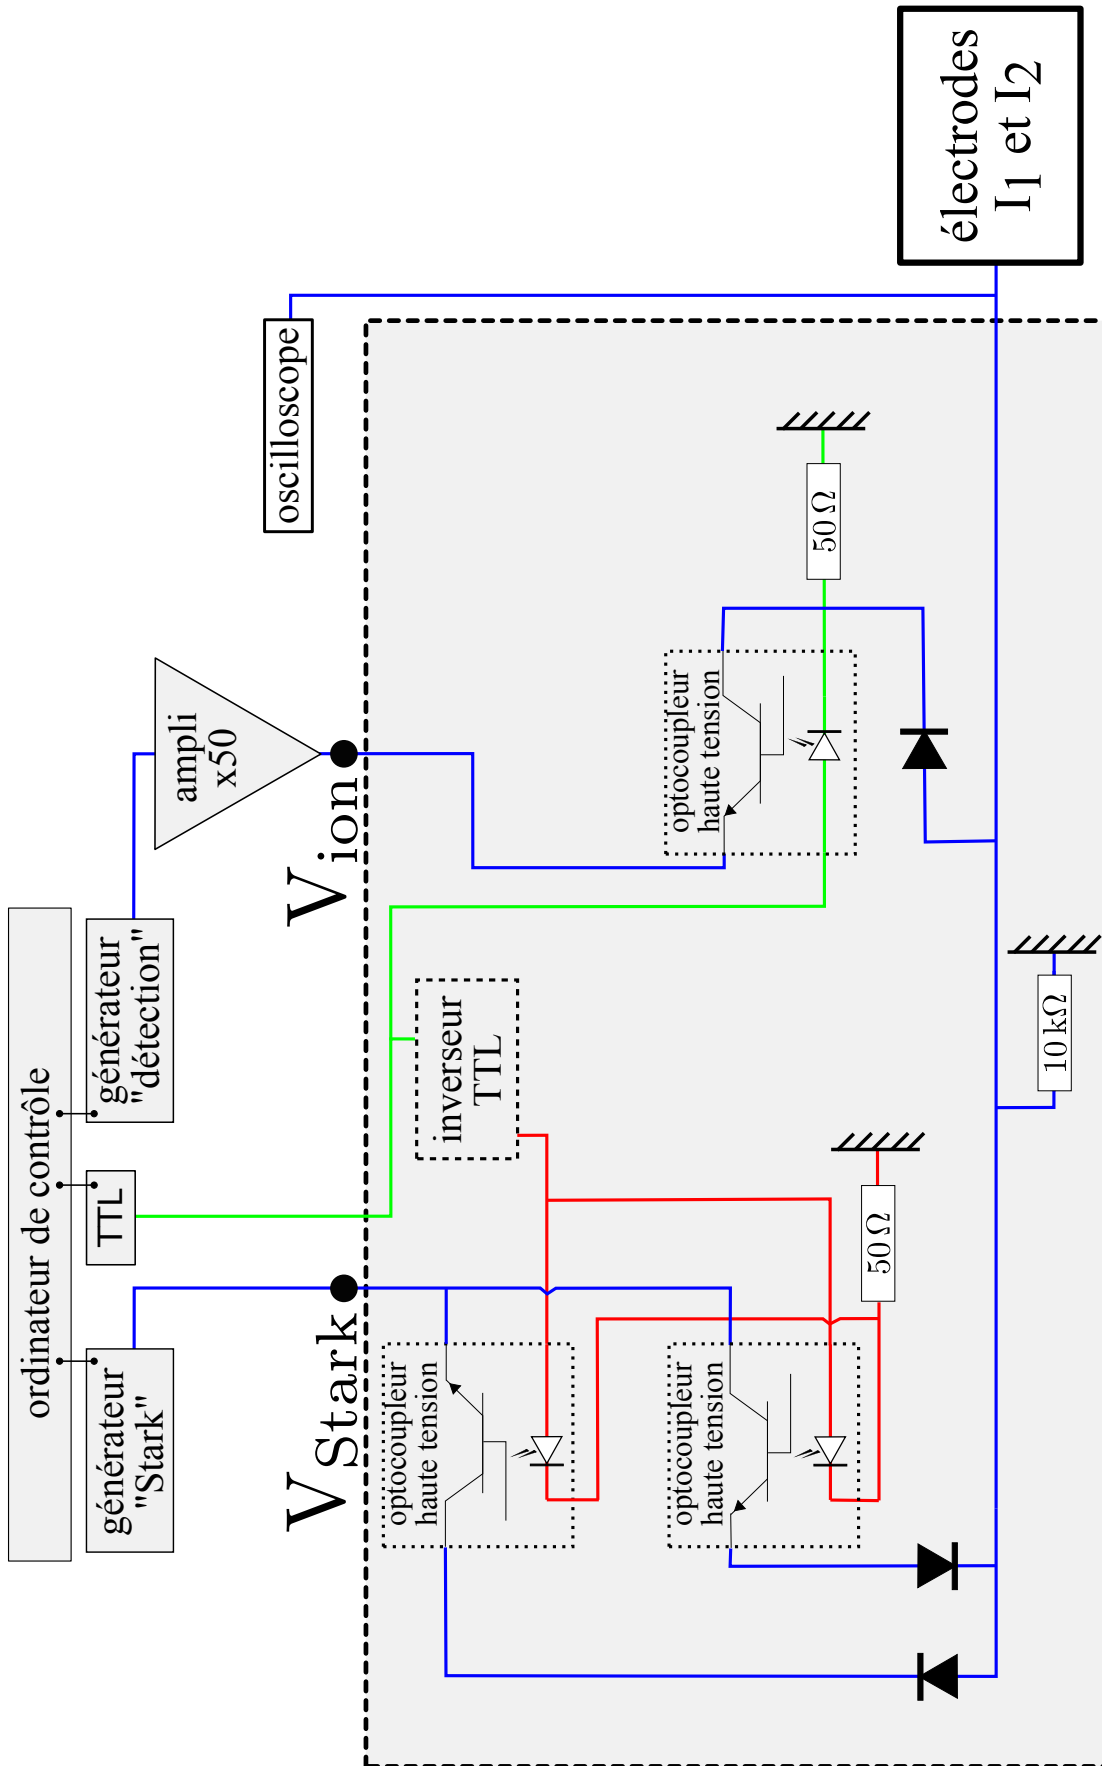 ordinateur de contrôle
générateur
"Stark"
TTL
générateur
"détection"
ampli
x50
oscilloscope
électrodes
I1 et I2
VStark
Vion
inverseur
TTL
optocoupleur
haute tension
optocoupleur
haute tension
optocoupleur
haute tension
50 Ω
50 Ω
10 kΩ